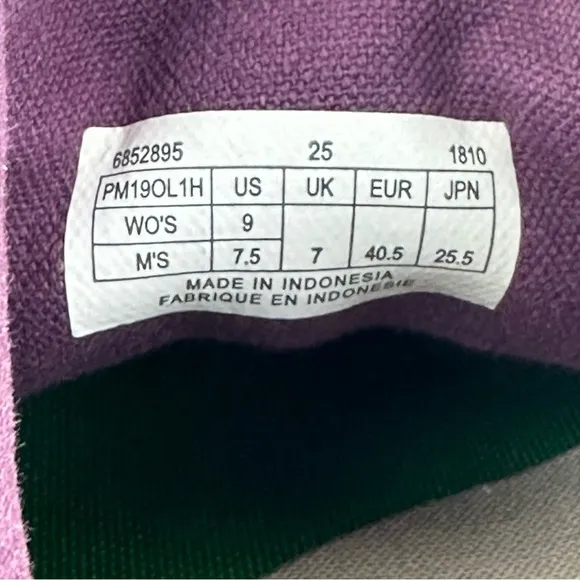 6852895 25 1810
PM19OL1H US UK EUR JPN
WO'S 9
M'S 7.5 7 40.5 25.5
MADE IN INDONESIA
FABRIQUE EN INDONESIE